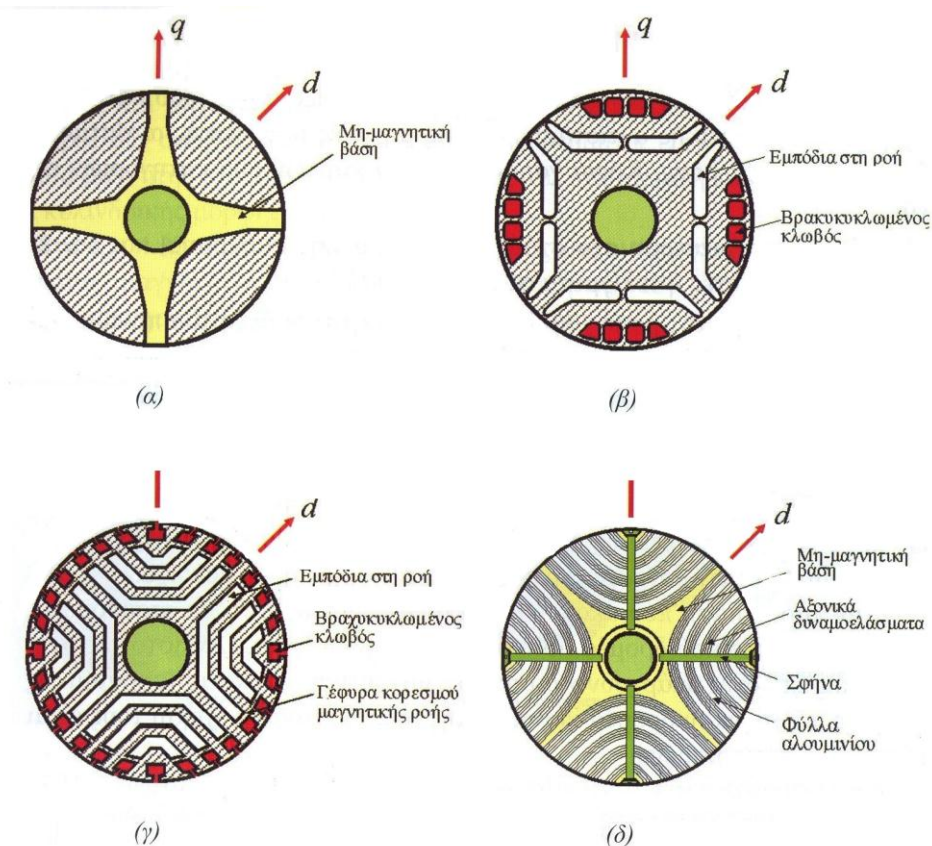 q
d
Μη-μαγνητική
βάση
(α)
q
d
Εμπόδια στη ροή
Βρακυκυκλωμένος
κλωβός
(β)
d
Εμπόδια στη ροή
Βραχυκυκλωμένος
κλωβός
Γέφυρα κορεσμού
μαγνητικής ροής
(γ)
d
Μη-μαγνητική
βάση
Αξονικά
δυναμοελάσματα
Σφήνα
Φύλλα
αλουμινίου
(δ)